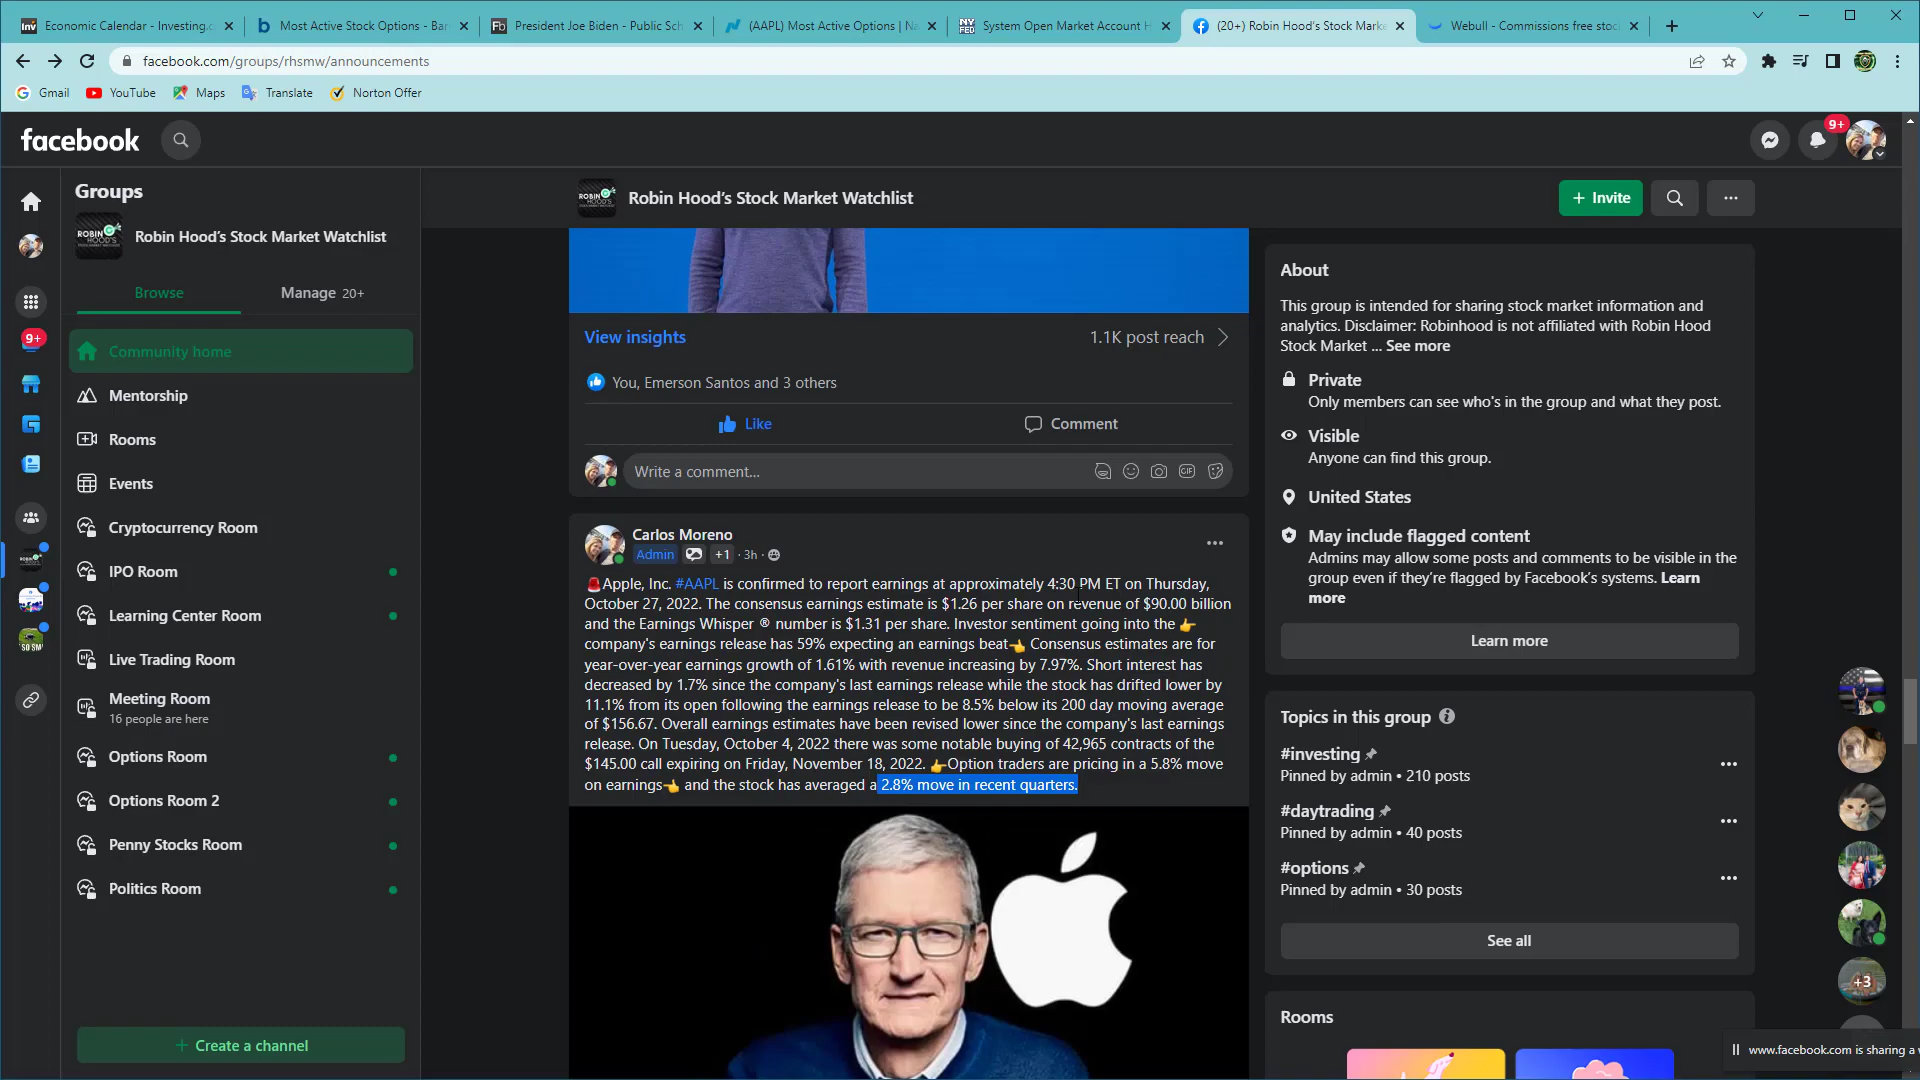 Economic Calendar - Investing.c
Most Active Stock Options - Bar
President Joe Biden - Public Sch
(AAPL) Most Active Options | Na
System Open Market Account H
(20+) Robin Hood's Stock Marke
Webull - Commissions free stoc
facebook.com/groups/rhsmw/announcements
Gmail
YouTube
Maps
Translate
Norton Offer
facebook
9+
Groups
Robin Hood's Stock Market Watchlist
Browse
Manage 20+
9+
Community home
Mentorship
Rooms
Events
Cryptocurrency Room
IPO Room
Learning Center Room
Live Trading Room
Meeting Room
16 people are here
Options Room
Options Room 2
Penny Stocks Room
Politics Room
+ Create a channel
Robin Hood's Stock Market Watchlist
+ Invite
View insights
1.1K post reach
You, Emerson Santos and 3 others
Like
Comment
Write a comment...
GIF
Carlos Moreno
Admin +1 · 3h ·
🚨Apple, Inc. #AAPL is confirmed to report earnings at approximately 4:30 PM ET on Thursday,
October 27, 2022. The consensus earnings estimate is $1.26 per share on revenue of $90.00 billion
and the Earnings Whisper ® number is $1.31 per share. Investor sentiment going into the 👉
company's earnings release has 59% expecting an earnings beat👈 Consensus estimates are for
year-over-year earnings growth of 1.61% with revenue increasing by 7.97%. Short interest has
decreased by 1.7% since the company's last earnings release while the stock has drifted lower by
11.1% from its open following the earnings release to be 8.5% below its 200 day moving average
of $156.67. Overall earnings estimates have been revised lower since the company's last earnings
release. On Tuesday, October 4, 2022 there was some notable buying of 42,965 contracts of the
$145.00 call expiring on Friday, November 18, 2022. 👉Option traders are pricing in a 5.8% move
on earnings👈 and the stock has averaged a 2.8% move in recent quarters.
About
This group is intended for sharing stock market information and
analytics. Disclaimer: Robinhood is not affiliated with Robin Hood
Stock Market ... See more
Private
Only members can see who's in the group and what they post.
Visible
Anyone can find this group.
United States
May include flagged content
Admins may allow some posts and comments to be visible in the
group even if they're flagged by Facebook's systems. Learn
more
Learn more
Topics in this group
#investing
Pinned by admin • 210 posts
#daytrading
Pinned by admin • 40 posts
#options
Pinned by admin • 30 posts
See all
Rooms
+3
www.facebook.com is sharing a